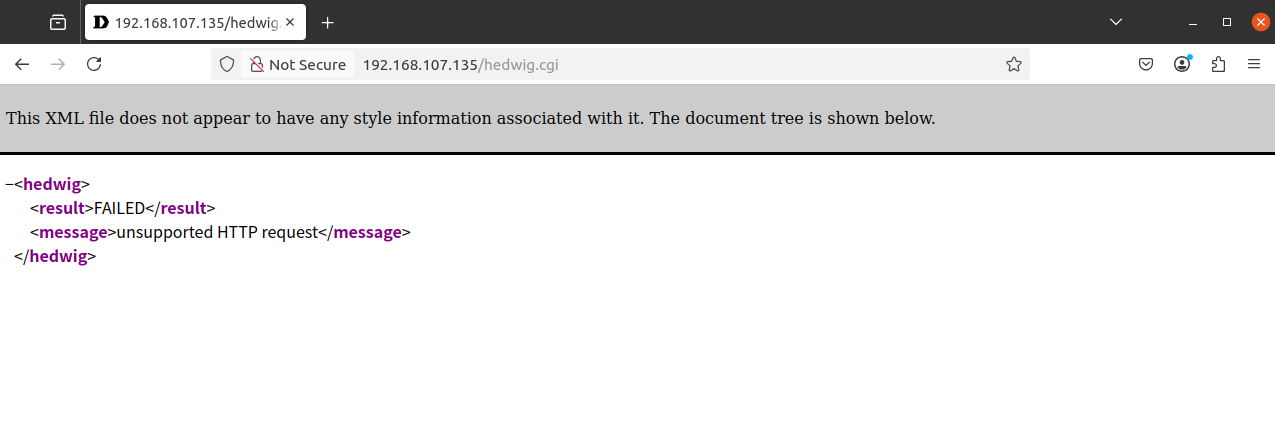 192.168.107.135/hedwig
Not Secure 192.168.107.135/hedwig.cgi
This XML file does not appear to have any style information associated with it. The document tree is shown below.
−<hedwig>
<result>FAILED</result>
<message>unsupported HTTP request</message>
</hedwig>